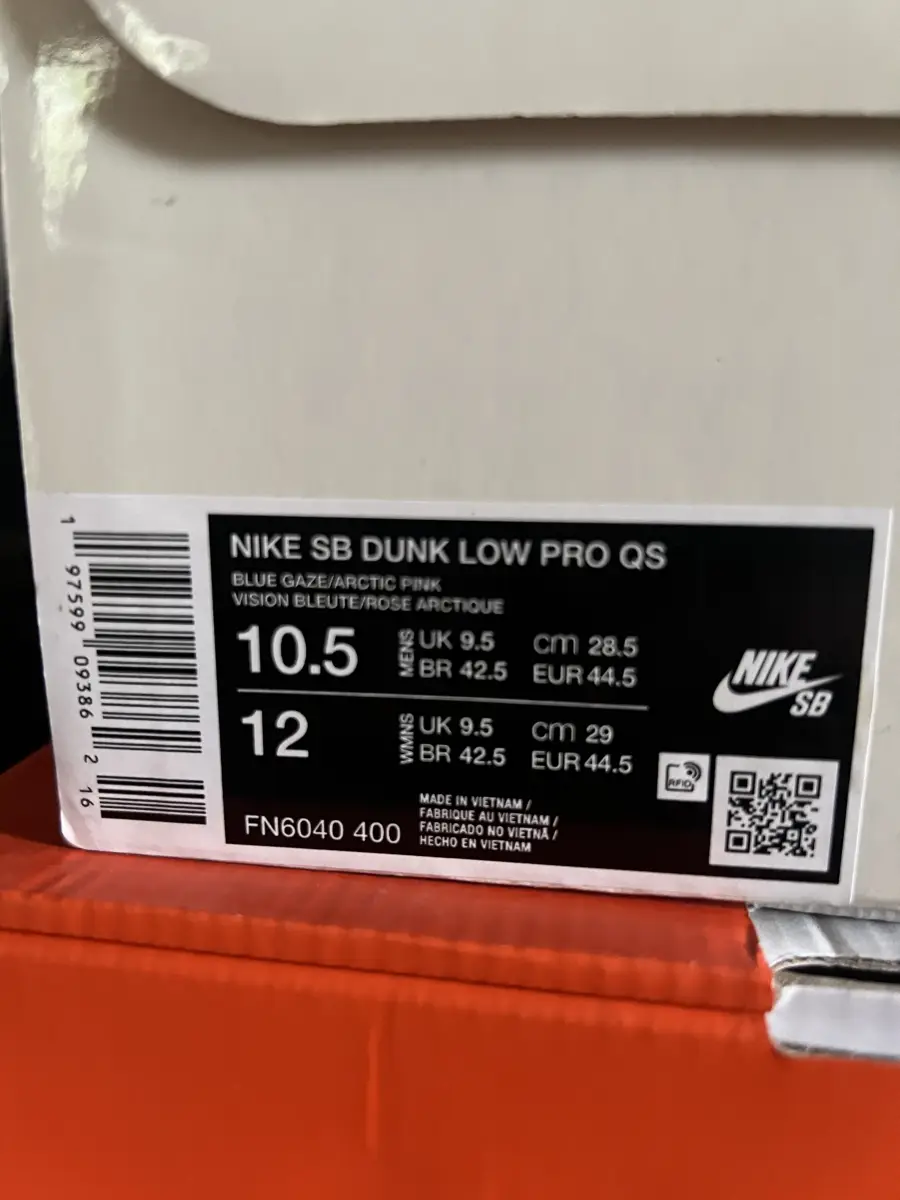 1 97599 09386 2 16
NIKE SB DUNK LOW PRO QS
BLUE GAZE/ARCTIC PINK
VISION BLEUTE/ROSE ARCTIQUE
10.5
MENS
UK 9.5 cm 28.5
BR 42.5 EUR 44.5
12
WMNS
UK 9.5 cm 29
BR 42.5 EUR 44.5
NIKE
SB
RFID
FN6040 400
MADE IN VIETNAM /
FABRIQUE AU VIETNAM /
FABRICADO NO VIETNÃ /
HECHO EN VIETNAM